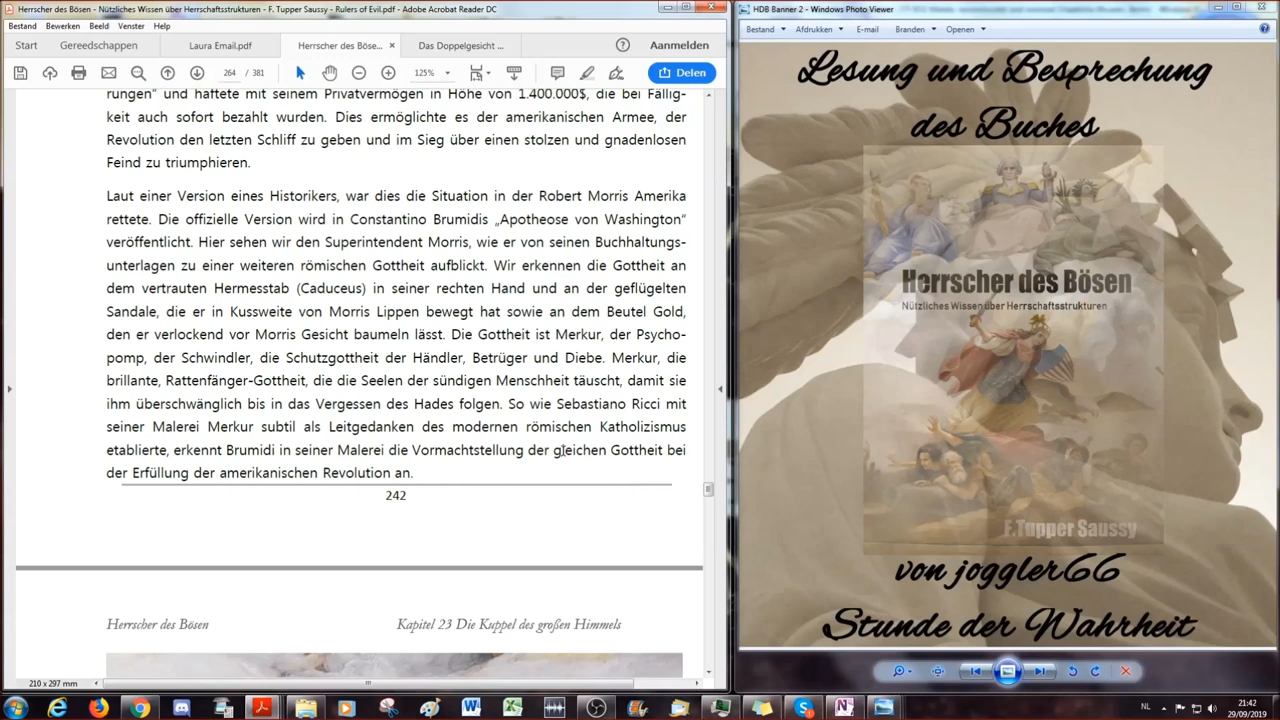 Herrscher des Bösen - Nützliches Wissen über Herrschaftsstrukturen - F. Tupper Saussy - Rulers of Evil.pdf - Adobe Acrobat Reader DC
Bestand Bewerken Beeld Venster Help
Start Gereedschappen Laura Email.pdf Herrscher des Böse... × Das Doppelgesicht ... Aanmelden
264 / 381 125% Delen
rungen“ und haftete mit seinem Privatvermögen in Höhe von 1.400.000$, die bei Fällig-
keit auch sofort bezahlt wurden. Dies ermöglichte es der amerikanischen Armee, der
Revolution den letzten Schliff zu geben und im Sieg über einen stolzen und gnadenlosen
Feind zu triumphieren.
Laut einer Version eines Historikers, war dies die Situation in der Robert Morris Amerika
rettete. Die offizielle Version wird in Constantino Brumidis „Apotheose von Washington“
veröffentlicht. Hier sehen wir den Superintendent Morris, wie er von seinen Buchhaltungs-
unterlagen zu einer weiteren römischen Gottheit aufblickt. Wir erkennen die Gottheit an
dem vertrauten Hermesstab (Caduceus) in seiner rechten Hand und an der geflügelten
Sandale, die er in Kussweite von Morris Lippen bewegt hat sowie an dem Beutel Gold,
den er verlockend vor Morris Gesicht baumeln lässt. Die Gottheit ist Merkur, der Psycho-
pomp, der Schwindler, die Schutzgottheit der Händler, Betrüger und Diebe. Merkur, die
brillante, Rattenfänger-Gottheit, die die Seelen der sündigen Menschheit täuscht, damit sie
ihm überschwänglich bis in das Vergessen des Hades folgen. So wie Sebastiano Ricci mit
seiner Malerei Merkur subtil als Leitgedanken des modernen römischen Katholizismus
etablierte, erkennt Brumidi in seiner Malerei die Vormachtstellung der gleichen Gottheit bei
der Erfüllung der amerikanischen Revolution an.
242
Herrscher des Bösen Kapitel 23 Die Kuppel des großen Himmels
210 x 297 mm
HDB Banner 2 - Windows Photo Viewer
Bestand Afdrukken E-mail Branden Openen
Lesung und Besprechung
des Buches
Herrscher des Bösen
Nützliches Wissen über Herrschaftsstrukturen
F.Tupper Saussy
von joggler66
Stunde der Wahrheit
NL 21:42
29/09/2019